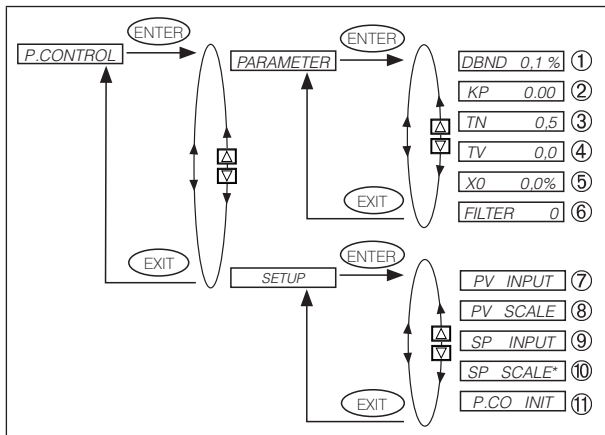 ENTER
P.CONTROL
ENTER
PARAMETER
DBND 0,1 % ①
KP 0.00 ②
TN 0,5 ③
TV 0,0 ④
X0 0,0% ⑤
FILTER 0 ⑥
EXIT
EXIT
ENTER
SETUP
PV INPUT ⑦
PV SCALE ⑧
SP INPUT ⑨
SP SCALE* ⑩
P.CO INIT ⑪
EXIT